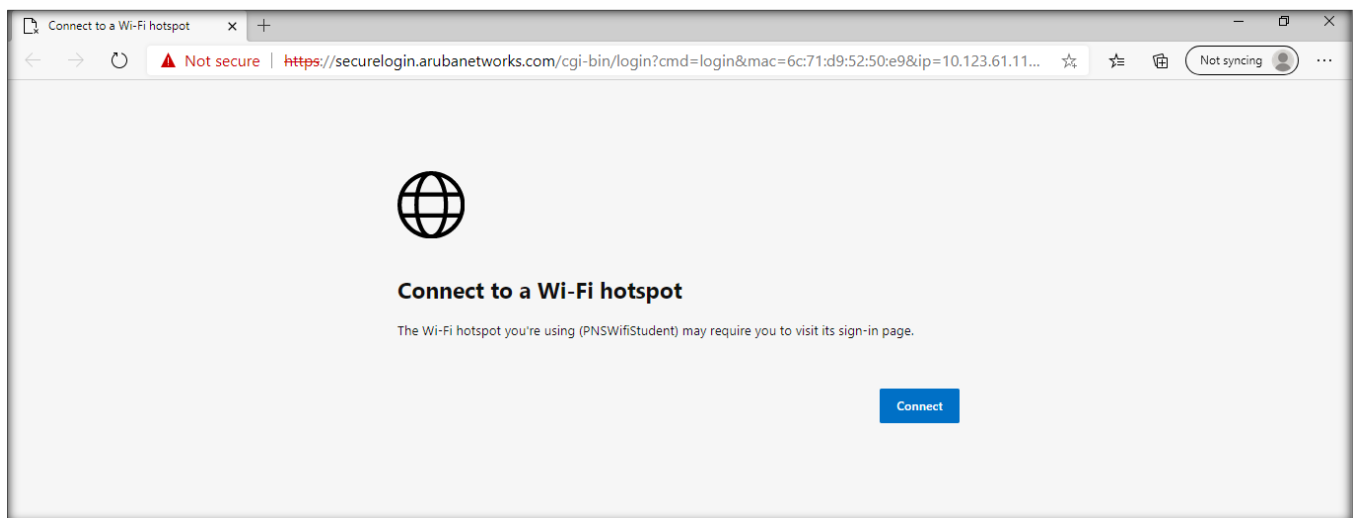 Connect to a Wi-Fi hotspot
Not secure https://securelogin.arubanetworks.com/cgi-bin/login?cmd=login&mac=6c:71:d9:52:50:e9&ip=10.123.61.11... Not syncing
Connect to a Wi-Fi hotspot
The Wi-Fi hotspot you're using (PNSWifiStudent) may require you to visit its sign-in page.
Connect